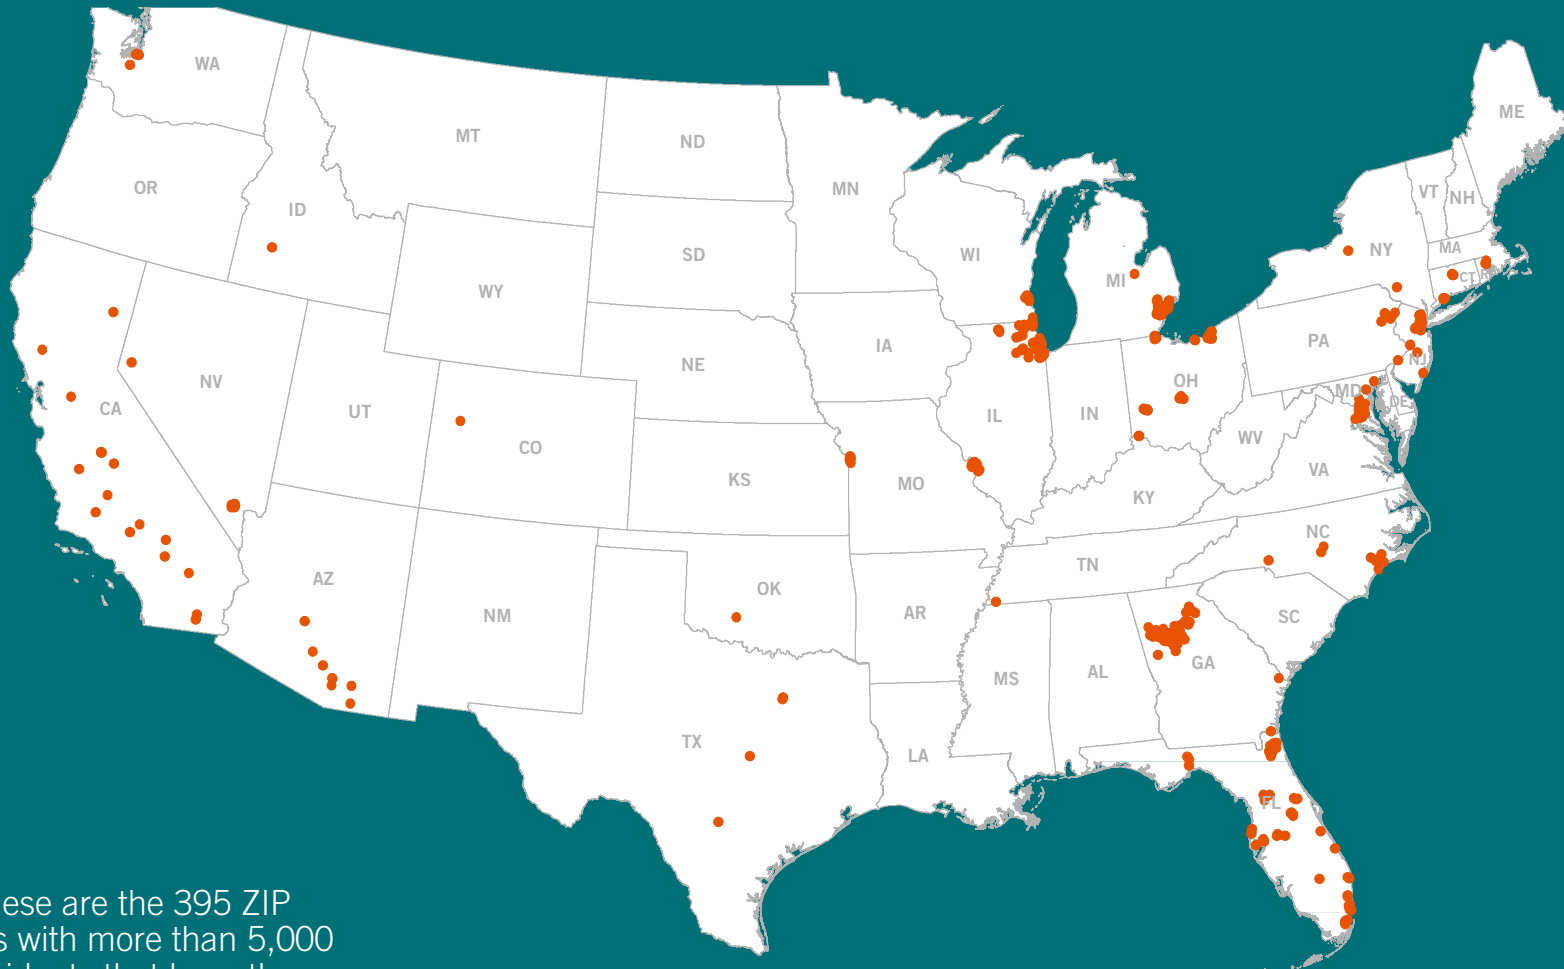 WA
ME
MT
ND
OR
MN
VT
NH
ID
NY
MA
SD
WI
MI
CT
WY
PA
IA
NE
NJ
NV
OH
MD
UT
CA
IL
IN
DE
CO
WV
VA
KS
MO
KY
NC
TN
AZ
OK
AR
NM
SC
GA
MS
AL
TX
LA
FL
ese are the 395 ZIP
s with more than 5,000